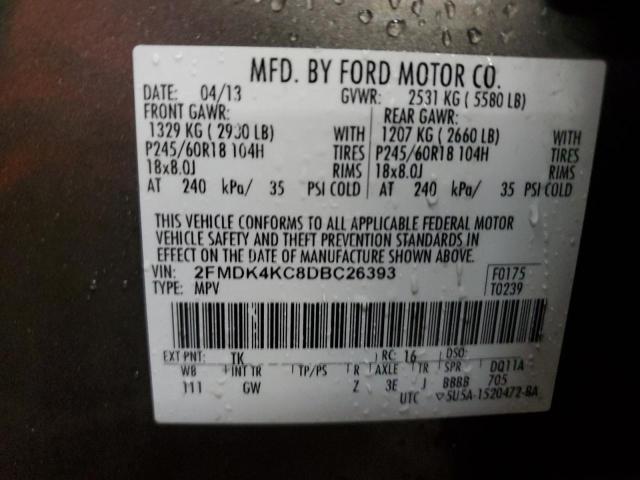 MFD. BY FORD MOTOR CO.
DATE: 04/13 GVWR: 2531 KG ( 5580 LB)
FRONT GAWR: REAR GAWR:
1329 KG ( 2930 LB) WITH 1207 KG ( 2660 LB) WITH
P245/60R18 104H TIRES P245/60R18 104H TIRES
18x8.0J RIMS 18x8.0J RIMS
AT 240 kPa/ 35 PSI COLD AT 240 kPa/ 35 PSI COLD
THIS VEHICLE CONFORMS TO ALL APPLICABLE FEDERAL MOTOR
VEHICLE SAFETY AND THEFT PREVENTION STANDARDS IN
EFFECT ON THE DATE OF MANUFACTURE SHOWN ABOVE.
VIN: 2FMDK4KC8DBC26393 F0175
TYPE: MPV T0239
EXT PNT: TK RC: 16 DSO:
WB INT TR TP/PS R AXLE TR SPR DQ11A
111 GW Z 3E J BBBB 705
UTC ▽5U5A-1520472-BA